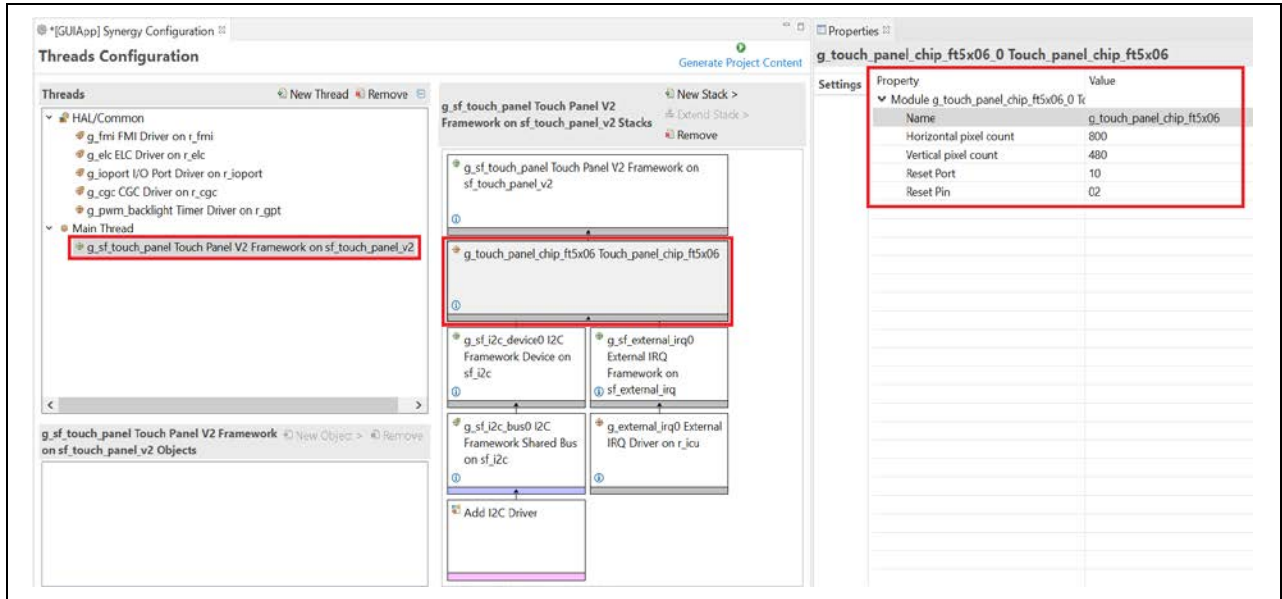 *[GUIApp] Synergy Configuration
Threads Configuration
Generate Project Content
Threads
New Thread
Remove
HAL/Common
g_fmi FMI Driver on r_fmi
g_elc ELC Driver on r_elc
g_ioport I/O Port Driver on r_ioport
g_cgc CGC Driver on r_cgc
g_pwm_backlight Timer Driver on r_gpt
Main Thread
g_sf_touch_panel Touch Panel V2 Framework on sf_touch_panel_v2
g_sf_touch_panel Touch Panel V2 Framework
on sf_touch_panel_v2 Objects
New Object >
Remove
g_sf_touch_panel Touch Panel V2
Framework on sf_touch_panel_v2 Stacks
New Stack >
Extend Stack >
Remove
g_sf_touch_panel Touch Panel V2 Framework on
sf_touch_panel_v2
g_touch_panel_chip_ft5x06 Touch_panel_chip_ft5x06
g_sf_i2c_device0 I2C
Framework Device on
sf_i2c
g_sf_external_irq0
External IRQ
Framework on
sf_external_irq
g_sf_i2c_bus0 I2C
Framework Shared Bus
on sf_i2c
g_external_irq0 External
IRQ Driver on r_icu
Add I2C Driver
Properties
g_touch_panel_chip_ft5x06_0 Touch_panel_chip_ft5x06
Settings
Property Value
Module g_touch_panel_chip_ft5x06_0 To
Name g_touch_panel_chip_ft5x06
Horizontal pixel count 800
Vertical pixel count 480
Reset Port 10
Reset Pin 02